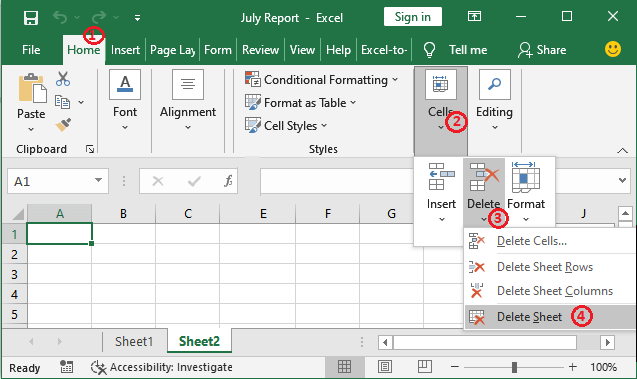 July Report - Excel
Sign in
1
File Home Insert Page Lay Form Review View Help Excel-to- Tell me Share
Paste
Clipboard
Font
Alignment
Conditional Formatting
Format as Table
Cell Styles
Styles
Cells
2
Editing
A1
fx
Insert Delete Format
3
Delete Cells...
Delete Sheet Rows
Delete Sheet Columns
Delete Sheet 4
A B C E F G J
1
2
3
4
5
Sheet1 Sheet2
Ready Accessibility: Investigate 100%